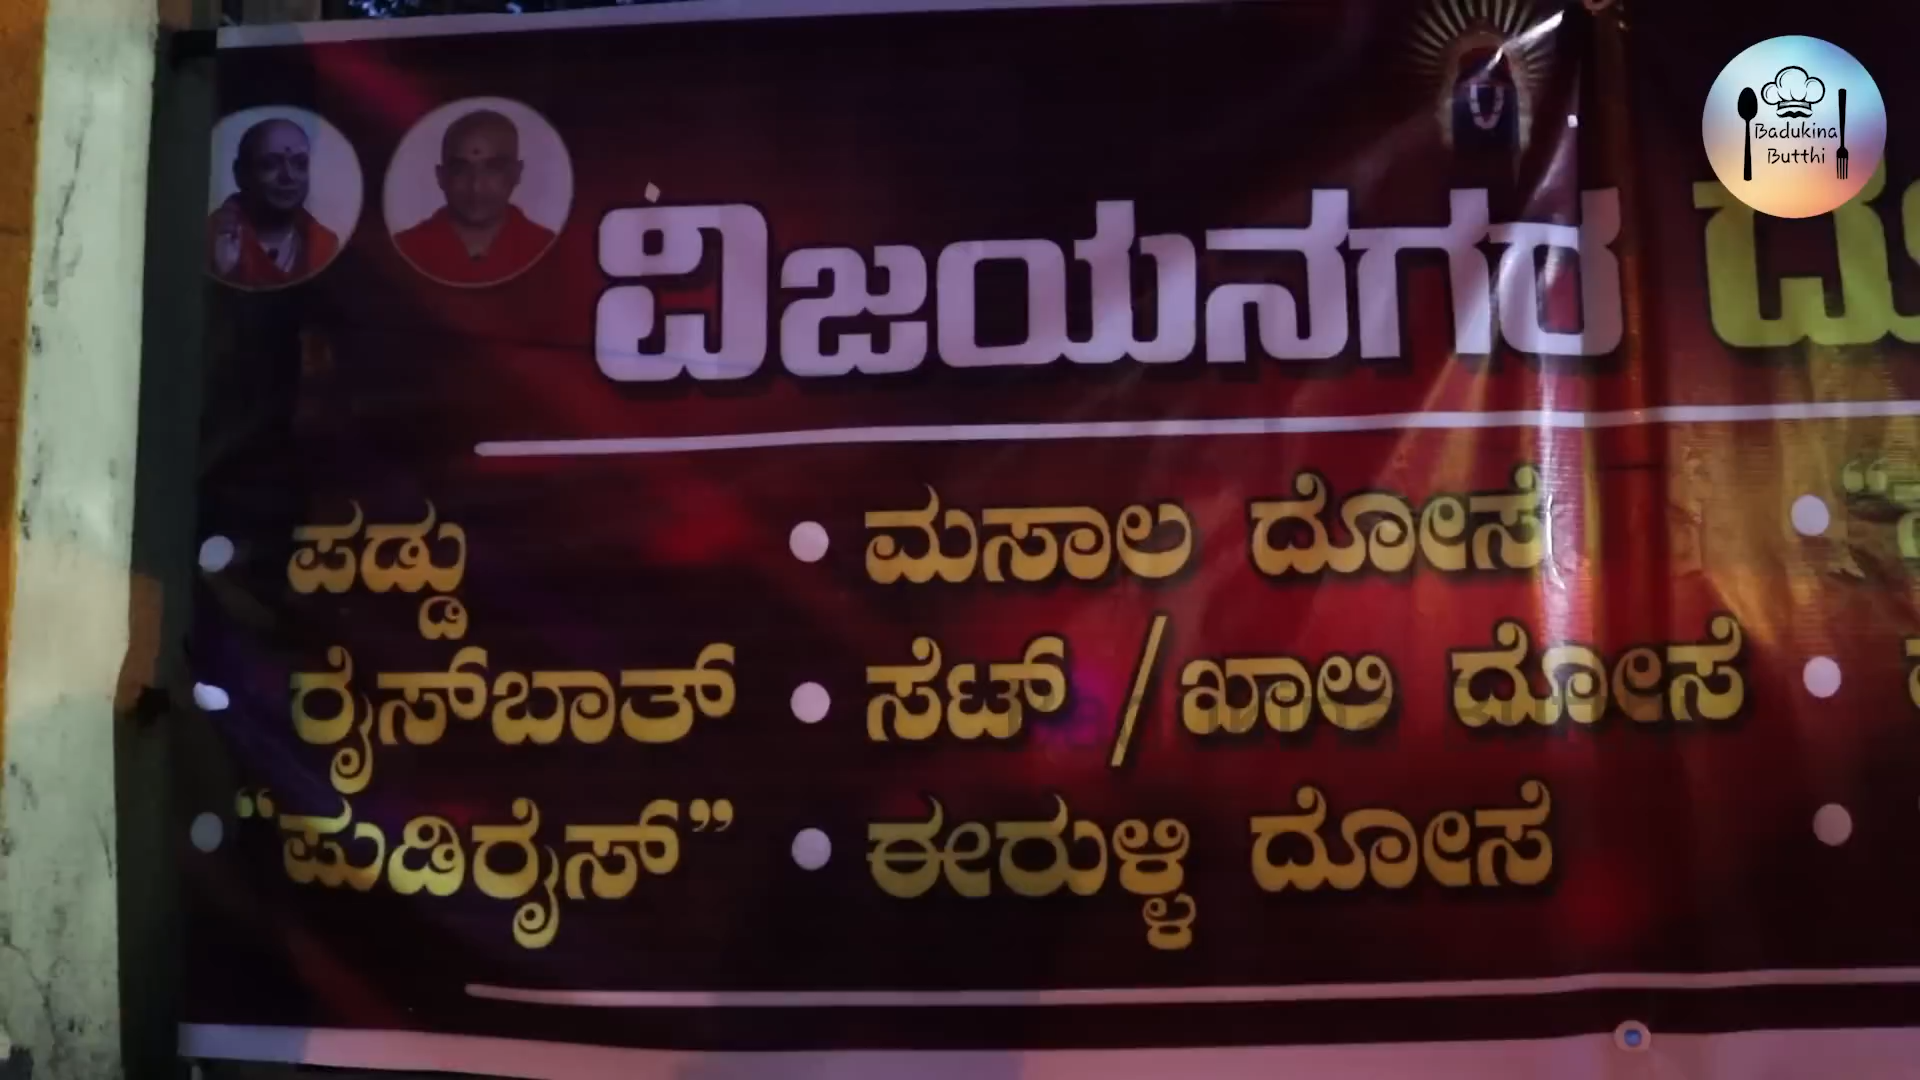 Badukina
Butthi
ವಿಜಯನಗರ
ಪಡ್ಡು
ಮಸಾಲ ದೋಸೆ
ರೈಸ್‌ಬಾತ್
ಸೆಟ್ / ಖಾಲಿ ದೋಸೆ
“ಪುಡಿರೈಸ್”
ಈರುಳ್ಳಿ ದೋಸೆ